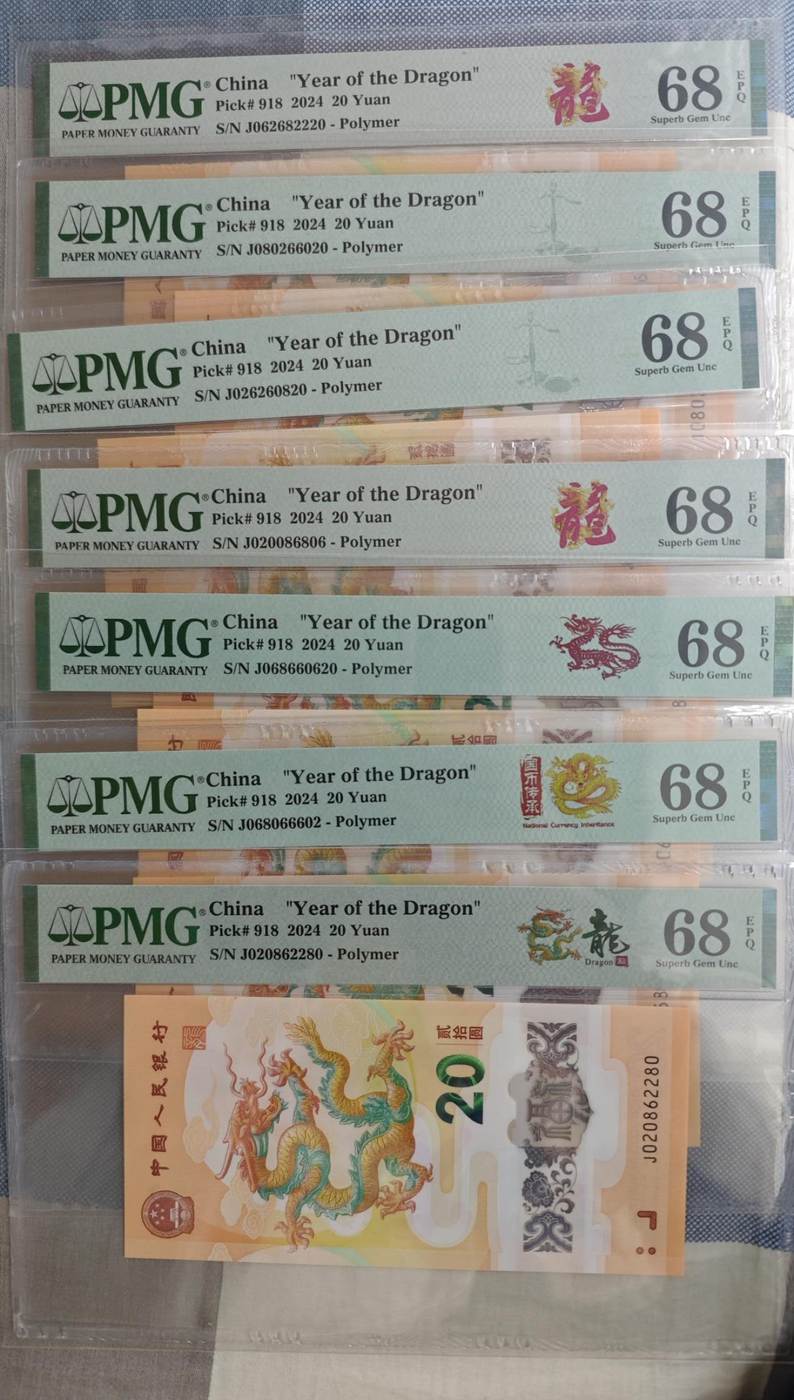 PMG® China "Year of the Dragon" 龍 68 EPQ
Pick# 918 2024 20 Yuan
PAPER MONEY GUARANTY S/N J062682220 - Polymer Superb Gem Unc
PMG® China "Year of the Dragon" 68 EPQ
Pick# 918 2024 20 Yuan
PAPER MONEY GUARANTY S/N J080266020 - Polymer Superb Gem Unc
PMG® China "Year of the Dragon" 68 EPQ
Pick# 918 2024 20 Yuan
PAPER MONEY GUARANTY S/N J026260820 - Polymer Superb Gem Unc
貳拾圆
PMG® China "Year of the Dragon" 龍 68 EPQ
Pick# 918 2024 20 Yuan
PAPER MONEY GUARANTY S/N J020086806 - Polymer Superb Gem Unc
PMG® China "Year of the Dragon" 68 EPQ
Pick# 918 2024 20 Yuan
PAPER MONEY GUARANTY S/N J068660620 - Polymer Superb Gem Unc
PMG® China "Year of the Dragon" 国币传承 68 EPQ
Pick# 918 2024 20 Yuan
PAPER MONEY GUARANTY S/N J068066602 - Polymer National Currency Inheritance Superb Gem Unc
PMG® China "Year of the Dragon" 龍 68 EPQ
Pick# 918 2024 20 Yuan
PAPER MONEY GUARANTY S/N J020862280 - Polymer Dragon Superb Gem Unc
中国人民银行
贰拾圆
20
J020862280